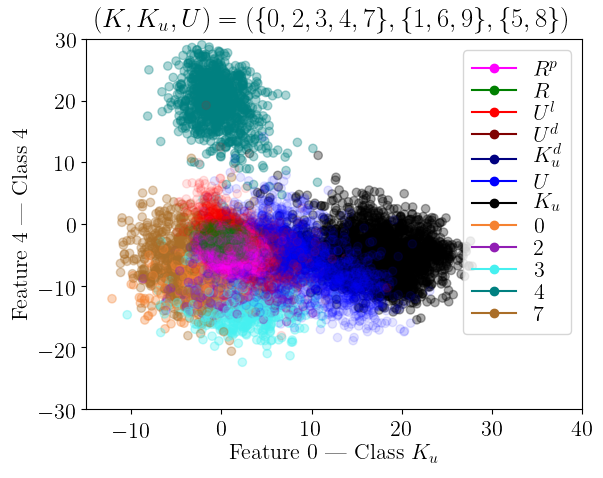 (K, K_u, U) = ({0, 2, 3, 4, 7}, {1, 6, 9}, {5, 8})
30
20
10
0
−10
−20
−30
−10 0 10 20 30 40
Feature 4 — Class 4
Feature 0 — Class K_u
R^p
R
U^l
U^d
K_u^d
U
K_u
0
2
3
4
7